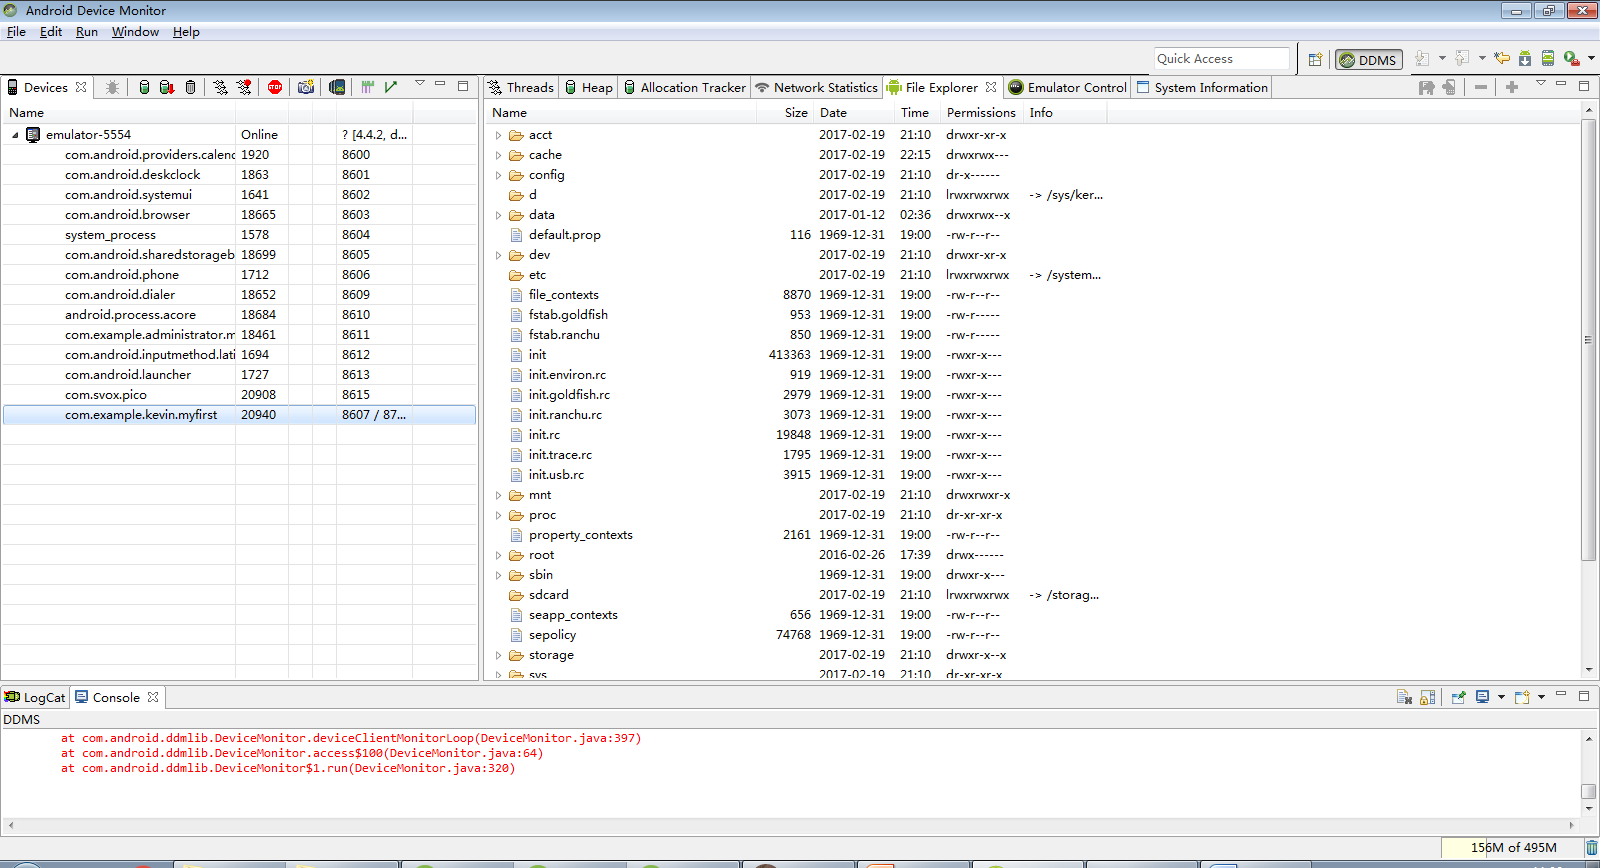 Android Device Monitor
File Edit Run Window Help
Quick Access DDMS
Devices
Name
emulator-5554 Online ? [4.4.2, d...
com.android.providers.calend 1920 8600
com.android.deskclock 1863 8601
com.android.systemui 1641 8602
com.android.browser 18665 8603
system_process 1578 8604
com.android.sharedstorageb 18699 8605
com.android.phone 1712 8606
com.android.dialer 18652 8609
android.process.acore 18684 8610
com.example.administrator.m 18461 8611
com.android.inputmethod.lati 1694 8612
com.android.launcher 1727 8613
com.svox.pico 20908 8615
com.example.kevin.myfirst 20940 8607 / 87...
Threads Heap Allocation Tracker Network Statistics File Explorer Emulator Control System Information
Name Size Date Time Permissions Info
acct 2017-02-19 21:10 drwxr-xr-x
cache 2017-02-19 22:15 drwxrwx---
config 2017-02-19 21:10 dr-x------
d 2017-02-19 21:10 lrwxrwxrwx -> /sys/ker...
data 2017-01-12 02:36 drwxrwx--x
default.prop 116 1969-12-31 19:00 -rw-r--r--
dev 2017-02-19 21:10 drwxr-xr-x
etc 2017-02-19 21:10 lrwxrwxrwx -> /system...
file_contexts 8870 1969-12-31 19:00 -rw-r--r--
fstab.goldfish 953 1969-12-31 19:00 -rw-r-----
fstab.ranchu 850 1969-12-31 19:00 -rw-r-----
init 413363 1969-12-31 19:00 -rwxr-x---
init.environ.rc 919 1969-12-31 19:00 -rwxr-x---
init.goldfish.rc 2979 1969-12-31 19:00 -rwxr-x---
init.ranchu.rc 3073 1969-12-31 19:00 -rwxr-x---
init.rc 19848 1969-12-31 19:00 -rwxr-x---
init.trace.rc 1795 1969-12-31 19:00 -rwxr-x---
init.usb.rc 3915 1969-12-31 19:00 -rwxr-x---
mnt 2017-02-19 21:10 drwxrwxr-x
proc 2017-02-19 21:10 dr-xr-xr-x
property_contexts 2161 1969-12-31 19:00 -rw-r--r--
root 2016-02-26 17:39 drwx------
sbin 1969-12-31 19:00 drwxr-x---
sdcard 2017-02-19 21:10 lrwxrwxrwx -> /storag...
seapp_contexts 656 1969-12-31 19:00 -rw-r--r--
sepolicy 74768 1969-12-31 19:00 -rw-r--r--
storage 2017-02-19 21:10 drwxr-x--x
sys 2017-02-19 21:10 dr-xr-xr-x
LogCat Console
DDMS
at com.android.ddmlib.DeviceMonitor.deviceClientMonitorLoop(DeviceMonitor.java:397)
at com.android.ddmlib.DeviceMonitor.access$100(DeviceMonitor.java:64)
at com.android.ddmlib.DeviceMonitor$1.run(DeviceMonitor.java:320)
156M of 495M